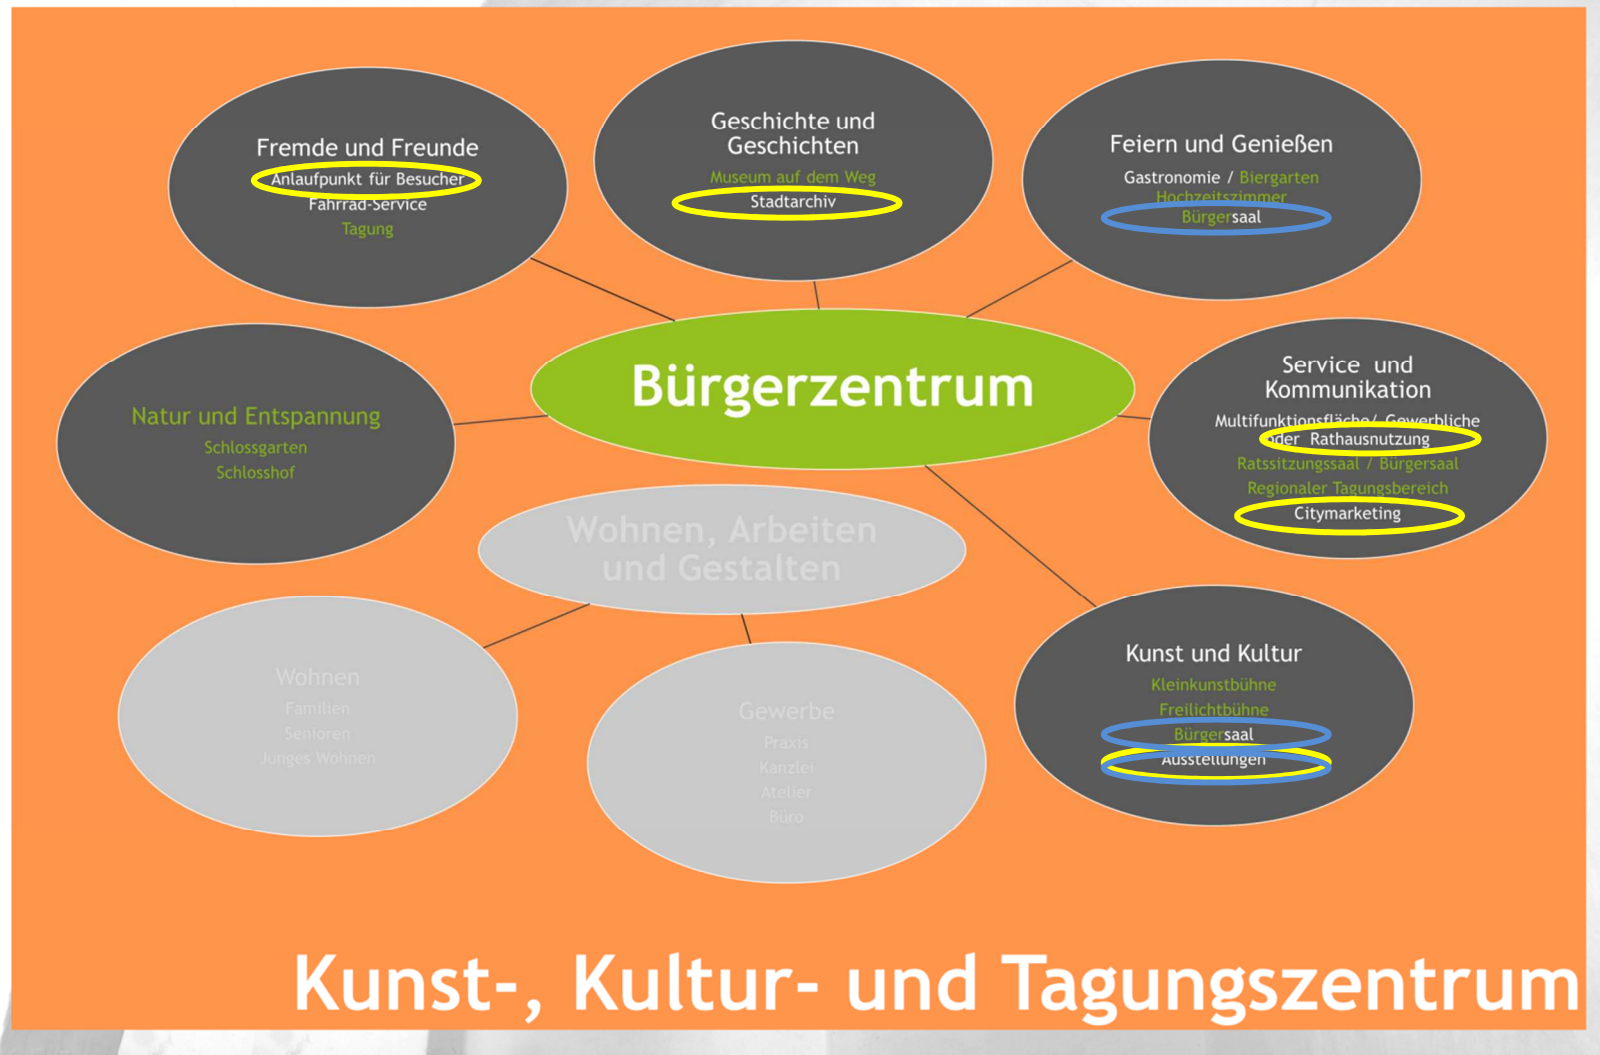 Fremde und Freunde
Anlaufpunkt für Besucher
Fahrrad-Service
Tagung
Geschichte und
Geschichten
Museum auf dem Weg
Stadtarchiv
Feiern und Genießen
Gastronomie / Biergarten
Hochzeitszimmer
Bürgersaal
Natur und Entspannung
Schlossgarten
Schlosshof
Bürgerzentrum
Service und
Kommunikation
Multifunktionsfläche/ Gewerbliche
oder Rathausnutzung
Ratssitzungssaal / Bürgersaal
Regionaler Tagungsbereich
Citymarketing
Wohnen, Arbeiten
und Gestalten
Wohnen
Familien
Senioren
Junges Wohnen
Gewerbe
Praxis
Kanzlei
Atelier
Büro
Kunst und Kultur
Kleinkunstbühne
Freilichtbühne
Bürgersaal
Ausstellungen
Kunst-, Kultur- und Tagungszentrum